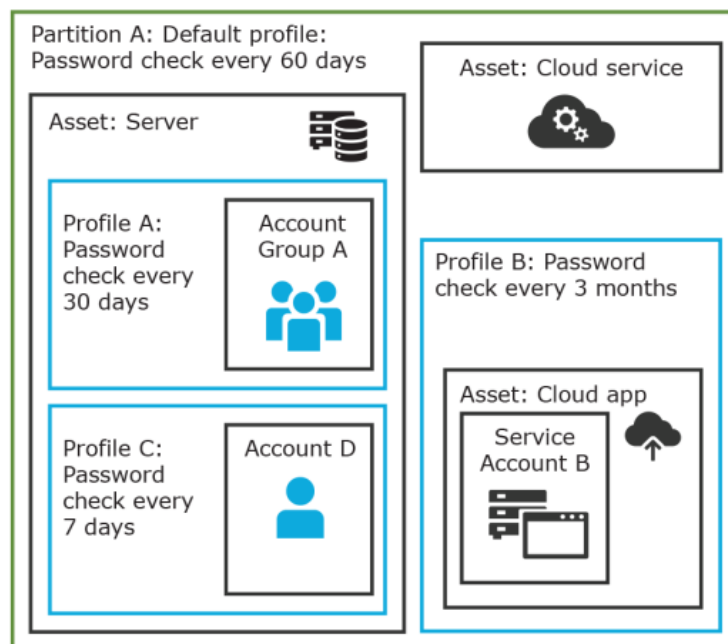 Partition A: Default profile:
Password check every 60 days
Asset: Server
Profile A:
Password
check every
30 days
Account
Group A
Profile C:
Password
check every
7 days
Account D
Asset: Cloud service
Profile B: Password
check every 3 months
Asset: Cloud app
Service
Account B